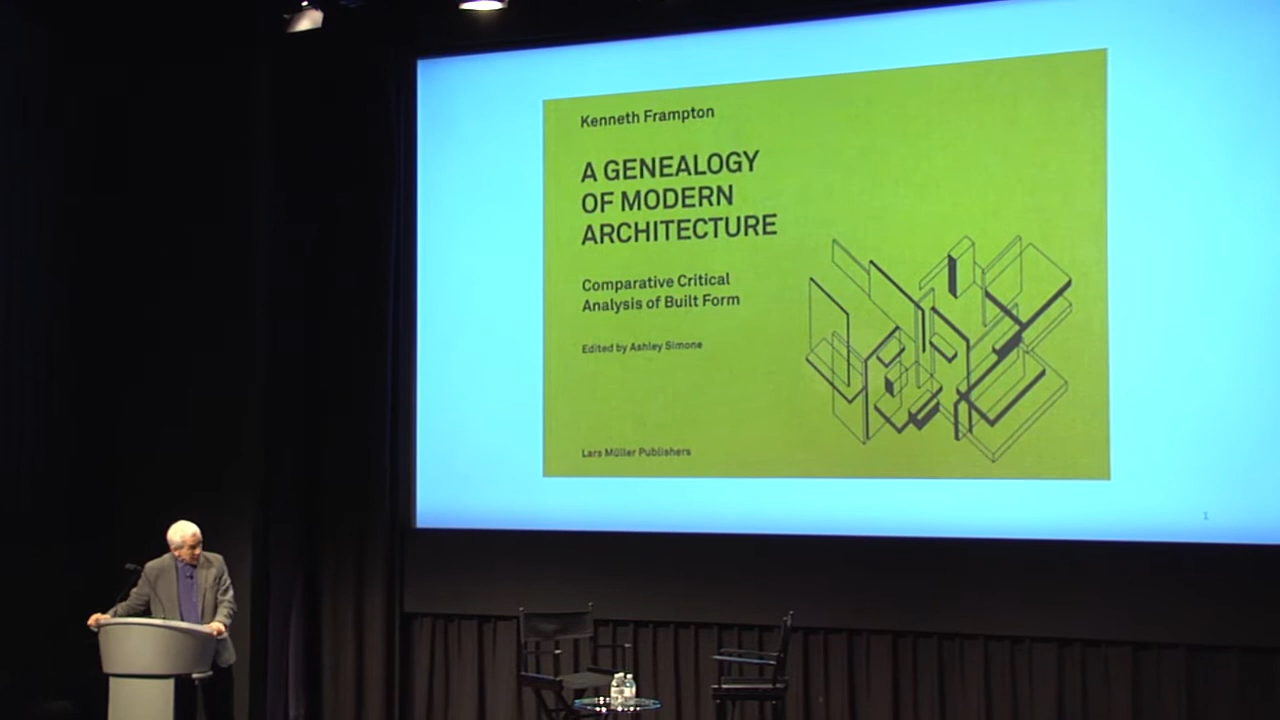 Kenneth Frampton
A GENEALOGY
OF MODERN
ARCHITECTURE
Comparative Critical
Analysis of Built Form
Edited by Ashley Simone
Lars Müller Publishers